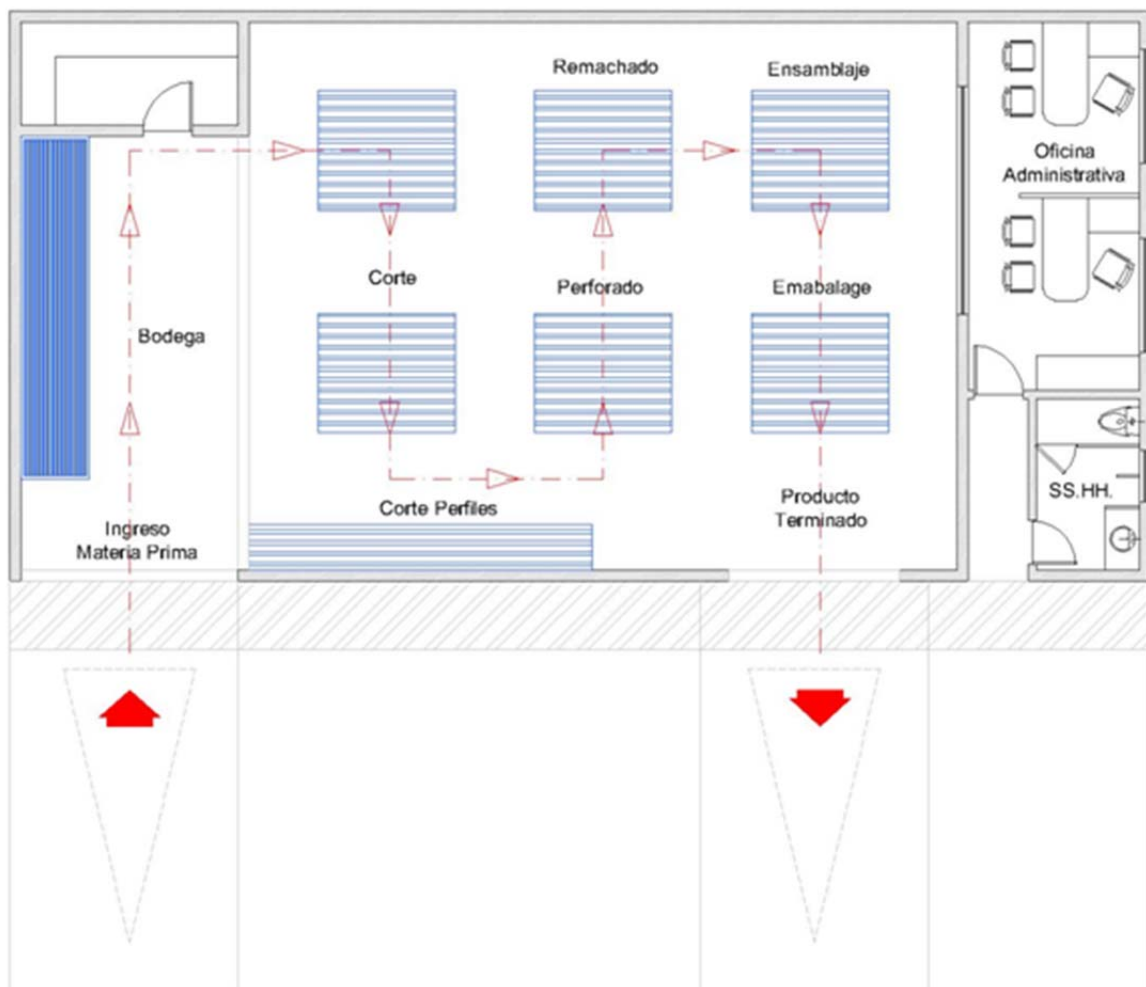 Remachado
Ensamblaje
Oficina
Administrativa
Corte
Perforado
Emabalage
Bodega
SS.HH.
Corte Perfiles
Producto
Terminado
Ingreso
Materia Prima